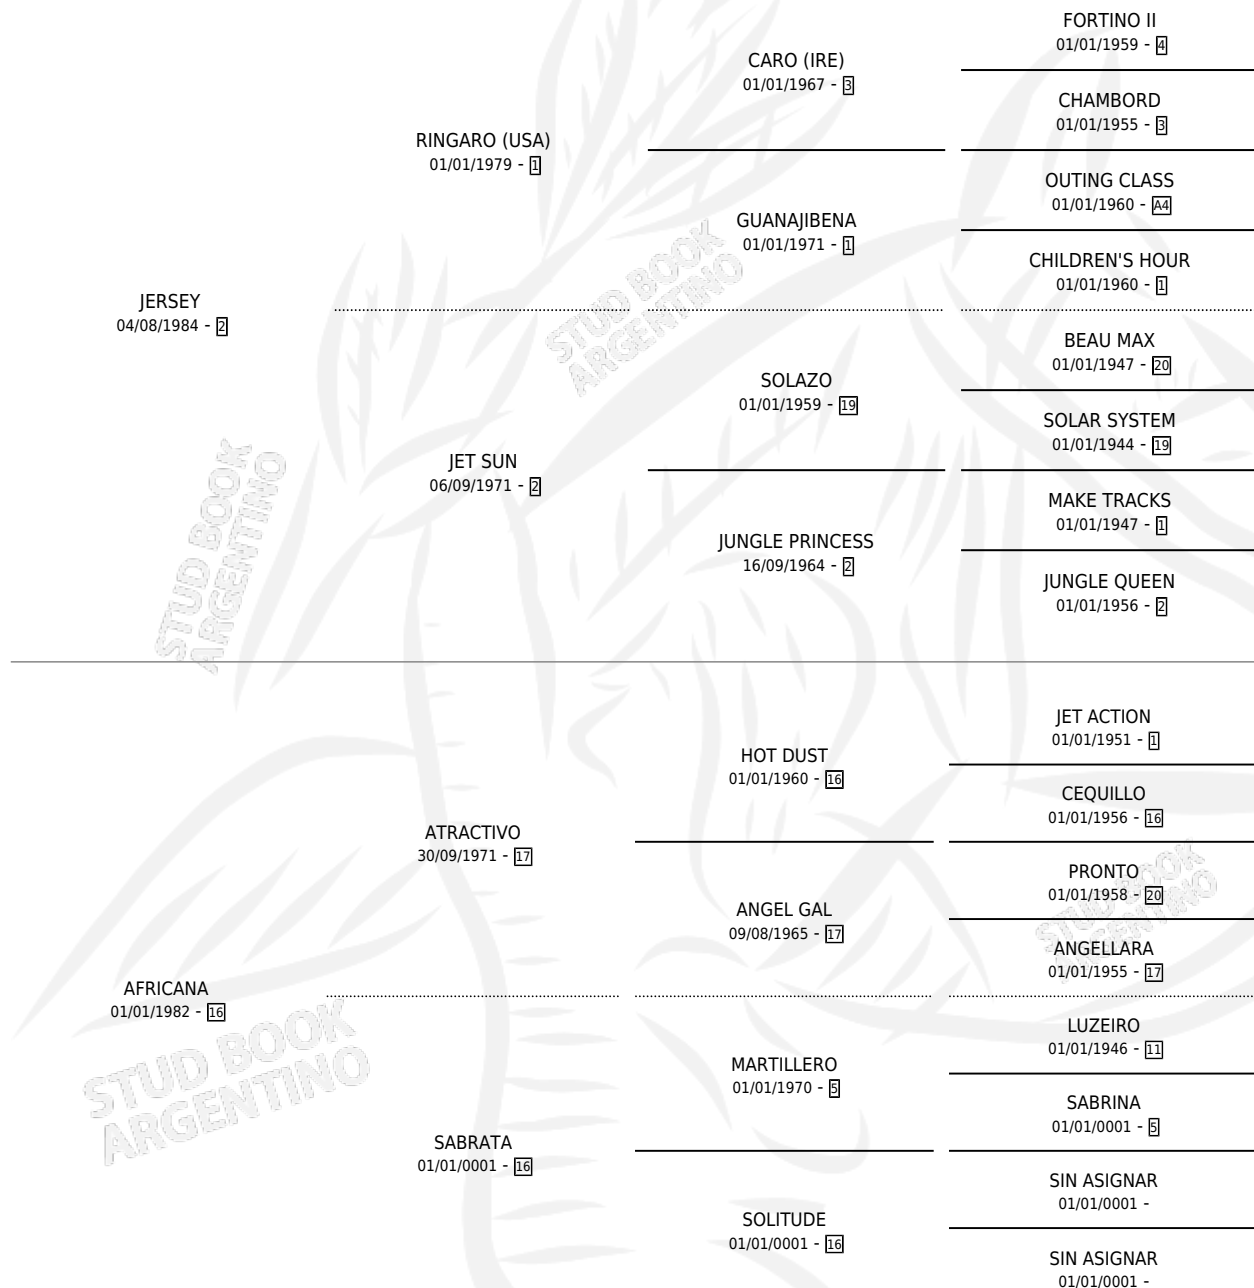 FORTINO II
01/01/1959 - 4
CARO (IRE)
01/01/1967 - 3
CHAMBORD
01/01/1955 - 3
RINGARO (USA)
01/01/1979 - 1
OUTING CLASS
01/01/1960 - A4
GUANAJIBENA
01/01/1971 - 1
CHILDREN'S HOUR
01/01/1960 - 1
JERSEY
04/08/1984 - 2
BEAU MAX
01/01/1947 - 20
SOLAZO
01/01/1959 - 19
SOLAR SYSTEM
01/01/1944 - 19
JET SUN
06/09/1971 - 2
MAKE TRACKS
01/01/1947 - 1
JUNGLE PRINCESS
16/09/1964 - 2
JUNGLE QUEEN
01/01/1956 - 2
JET ACTION
01/01/1951 - 1
HOT DUST
01/01/1960 - 16
CEQUILLO
01/01/1956 - 16
ATRACTIVO
30/09/1971 - 17
PRONTO
01/01/1958 - 20
ANGEL GAL
09/08/1965 - 17
ANGELLARA
01/01/1955 - 17
AFRICANA
01/01/1982 - 16
LUZEIRO
01/01/1946 - 11
MARTILLERO
01/01/1970 - 5
SABRINA
01/01/0001 - 5
SABRATA
01/01/0001 - 16
SIN ASIGNAR
01/01/0001 -
SOLITUDE
01/01/0001 - 16
SIN ASIGNAR
01/01/0001 -
STUD BOOK
ARGENTINO
STUD BOOK
ARGENTINO
STUD BOOK
ARGENTINO
STUD BOOK
ARGENTINO